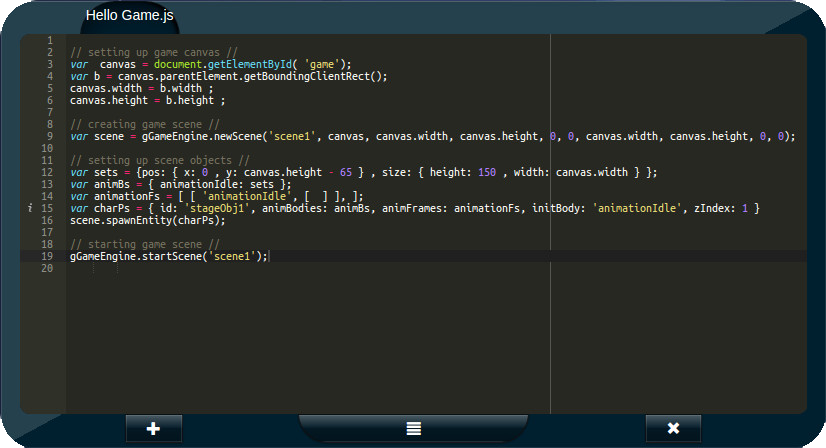 Hello Game.js
1
2 // setting up game canvas //
3 var  canvas = document.getElementById( 'game');
4 var b = canvas.parentElement.getBoundingClientRect();
5 canvas.width = b.width ;
6 canvas.height = b.height ;
7
8 // creating game scene //
9 var scene = gGameEngine.newScene('scene1', canvas, canvas.width, canvas.height, 0, 0, canvas.width, canvas.height, 0, 0);
10
11 // setting up scene objects //
12 var sets = {pos: { x: 0 , y: canvas.height - 65 } , size: { height: 150 , width: canvas.width } };
13 var animBs = { animationIdle: sets };
14 var animationFs = [ [ 'animationIdle', [  ] ], ];
i 15 var charPs = { id: 'stageObj1', animBodies: animBs, animFrames: animationFs, initBody: 'animationIdle', zIndex: 1 }
16 scene.spawnEntity(charPs);
17
18 // starting game scene //
19 gGameEngine.startScene('scene1');
20